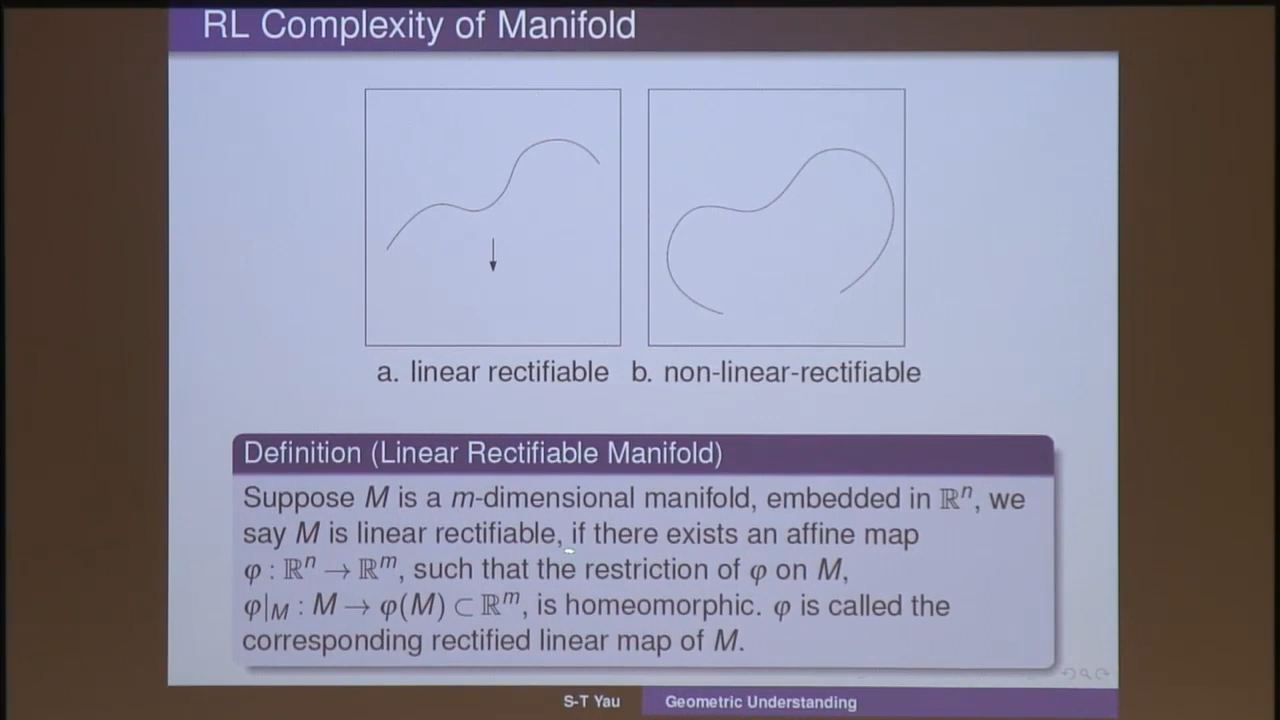 RL Complexity of Manifold
a. linear rectifiable b. non-linear-rectifiable
Definition (Linear Rectifiable Manifold)
Suppose M is a m-dimensional manifold, embedded in ℝⁿ, we
say M is linear rectifiable, if there exists an affine map
φ : ℝⁿ → ℝᵐ, such that the restriction of φ on M,
φ|M : M → φ(M) ⊂ ℝᵐ, is homeomorphic. φ is called the
corresponding rectified linear map of M.
S-T Yau Geometric Understanding